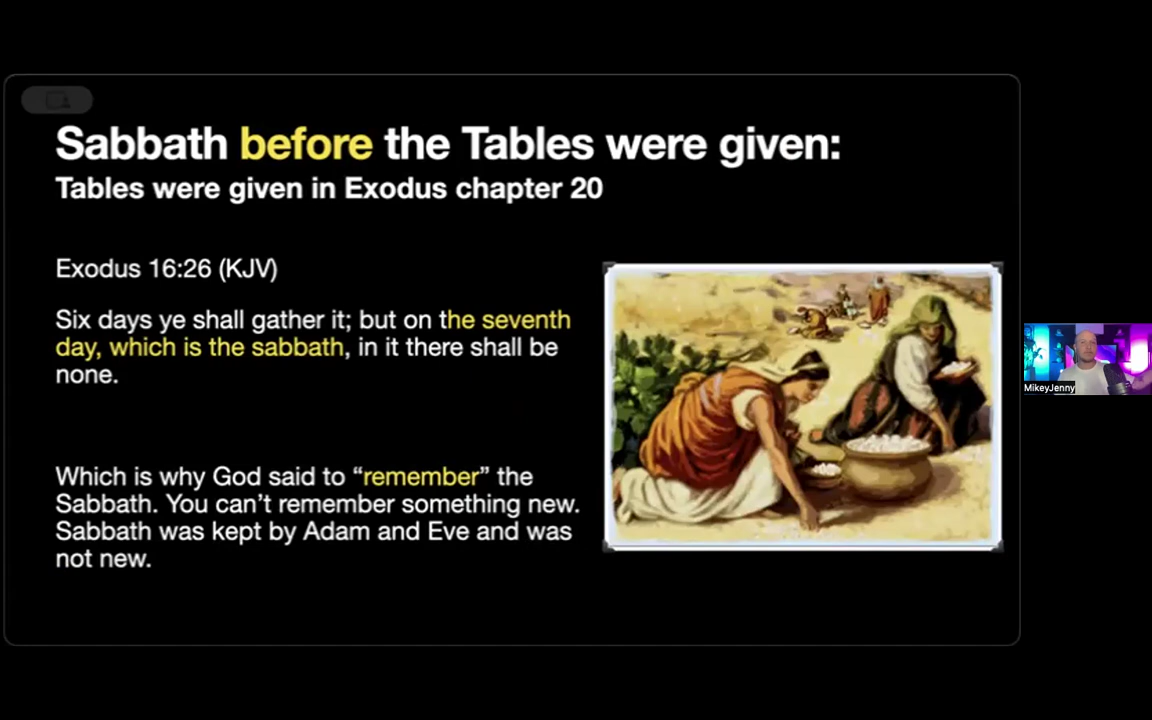 Sabbath before the Tables were given:
Tables were given in Exodus chapter 20
Exodus 16:26 (KJV)
Six days ye shall gather it; but on the seventh
day, which is the sabbath, in it there shall be
none.
Which is why God said to “remember” the
Sabbath. You can’t remember something new.
Sabbath was kept by Adam and Eve and was
not new.
MikeyJenny